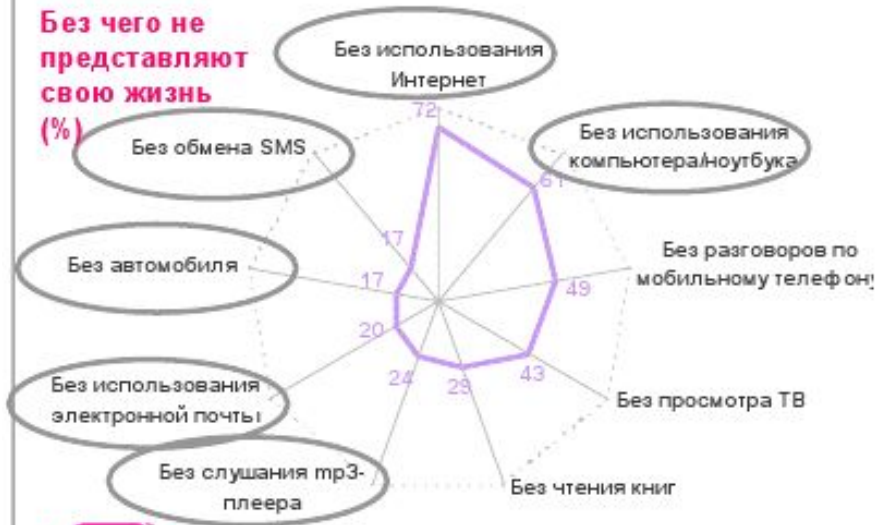 Без чего не
представляют
свою жизнь
(%)
Без использования
Интернет
72
Без использования
компьютера/ноутбука
61
Без разговоров по
мобильному телефону
49
Без просмотра ТВ
43
Без чтения книг
29
Без слушания mp3-
плеера
24
Без использования
электронной почты
20
Без автомобиля
17
Без обмена SMS
17